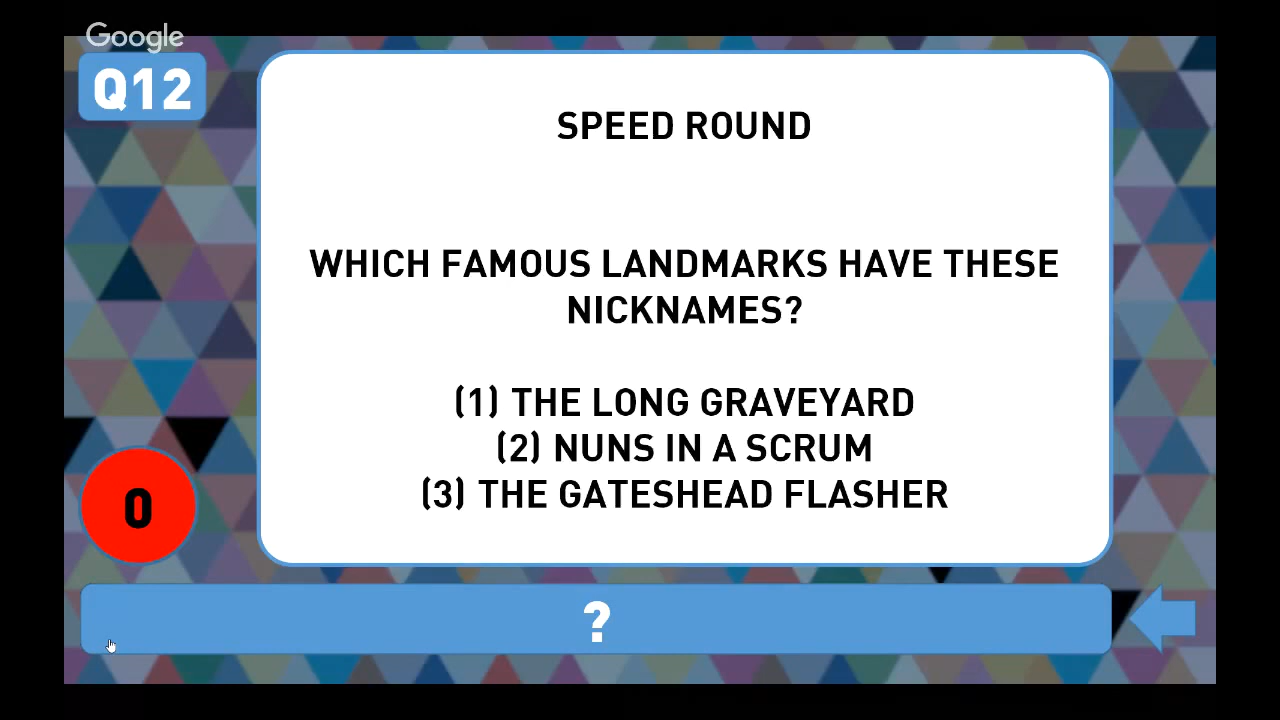 Google
Q12
SPEED ROUND
WHICH FAMOUS LANDMARKS HAVE THESE
NICKNAMES?
(1) THE LONG GRAVEYARD
(2) NUNS IN A SCRUM
(3) THE GATESHEAD FLASHER
0
?